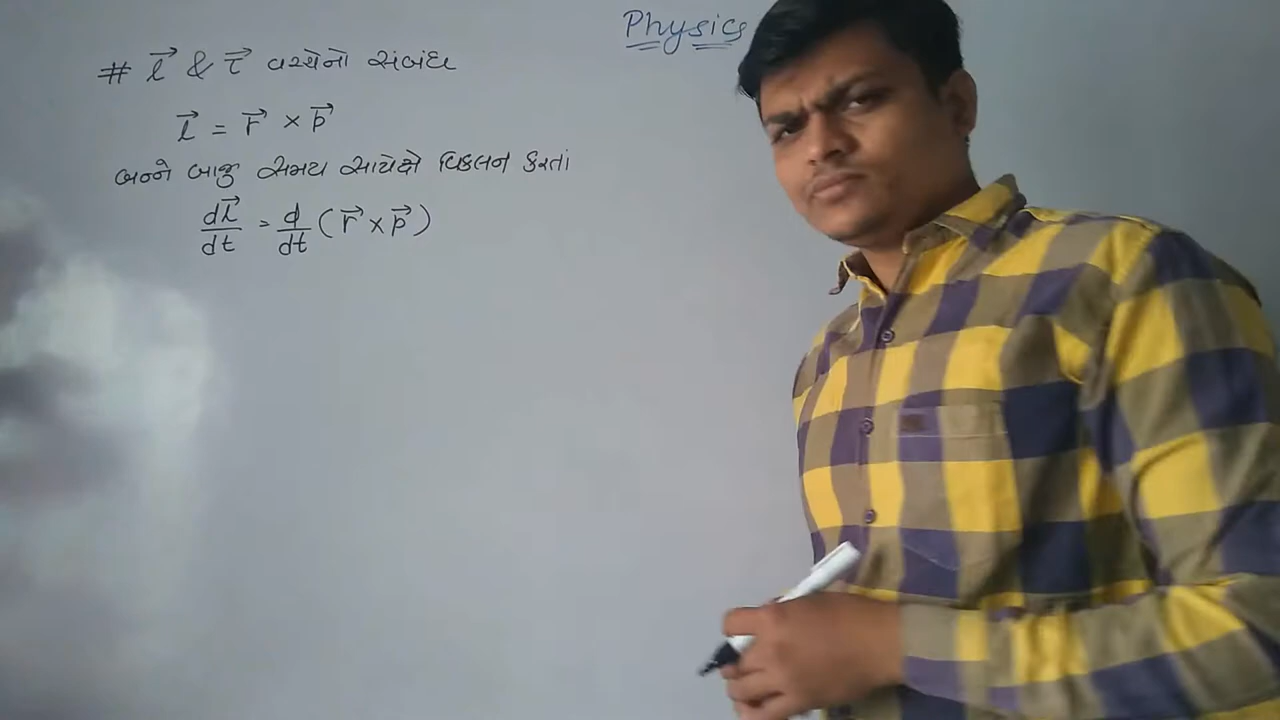 Physics
# l⃗ & τ⃗ વચ્ચેનો સંબંધ
l⃗ = r⃗ × p⃗
બન્ને બાજુ સમય સાપેક્ષે વિકલન કરતાં
dl⃗/dt = d/dt (r⃗ × p⃗)